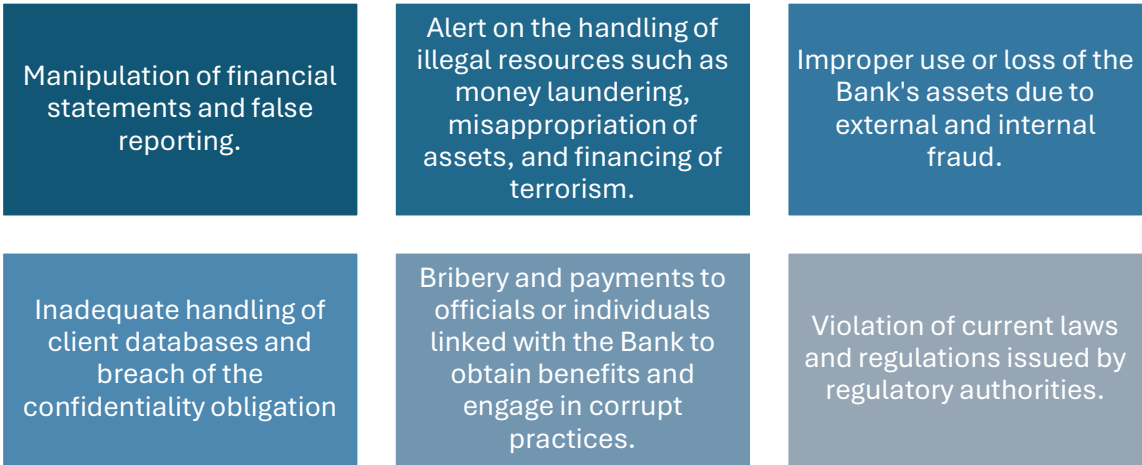 Manipulation of financial
statements and false
reporting.
Alert on the handling of
illegal resources such as
money laundering,
misappropriation of
assets, and financing of
terrorism.
Improper use or loss of the
Bank's assets due to
external and internal
fraud.
Inadequate handling of
client databases and
breach of the
confidentiality obligation
Bribery and payments to
officials or individuals
linked with the Bank to
obtain benefits and
engage in corrupt
practices.
Violation of current laws
and regulations issued by
regulatory authorities.